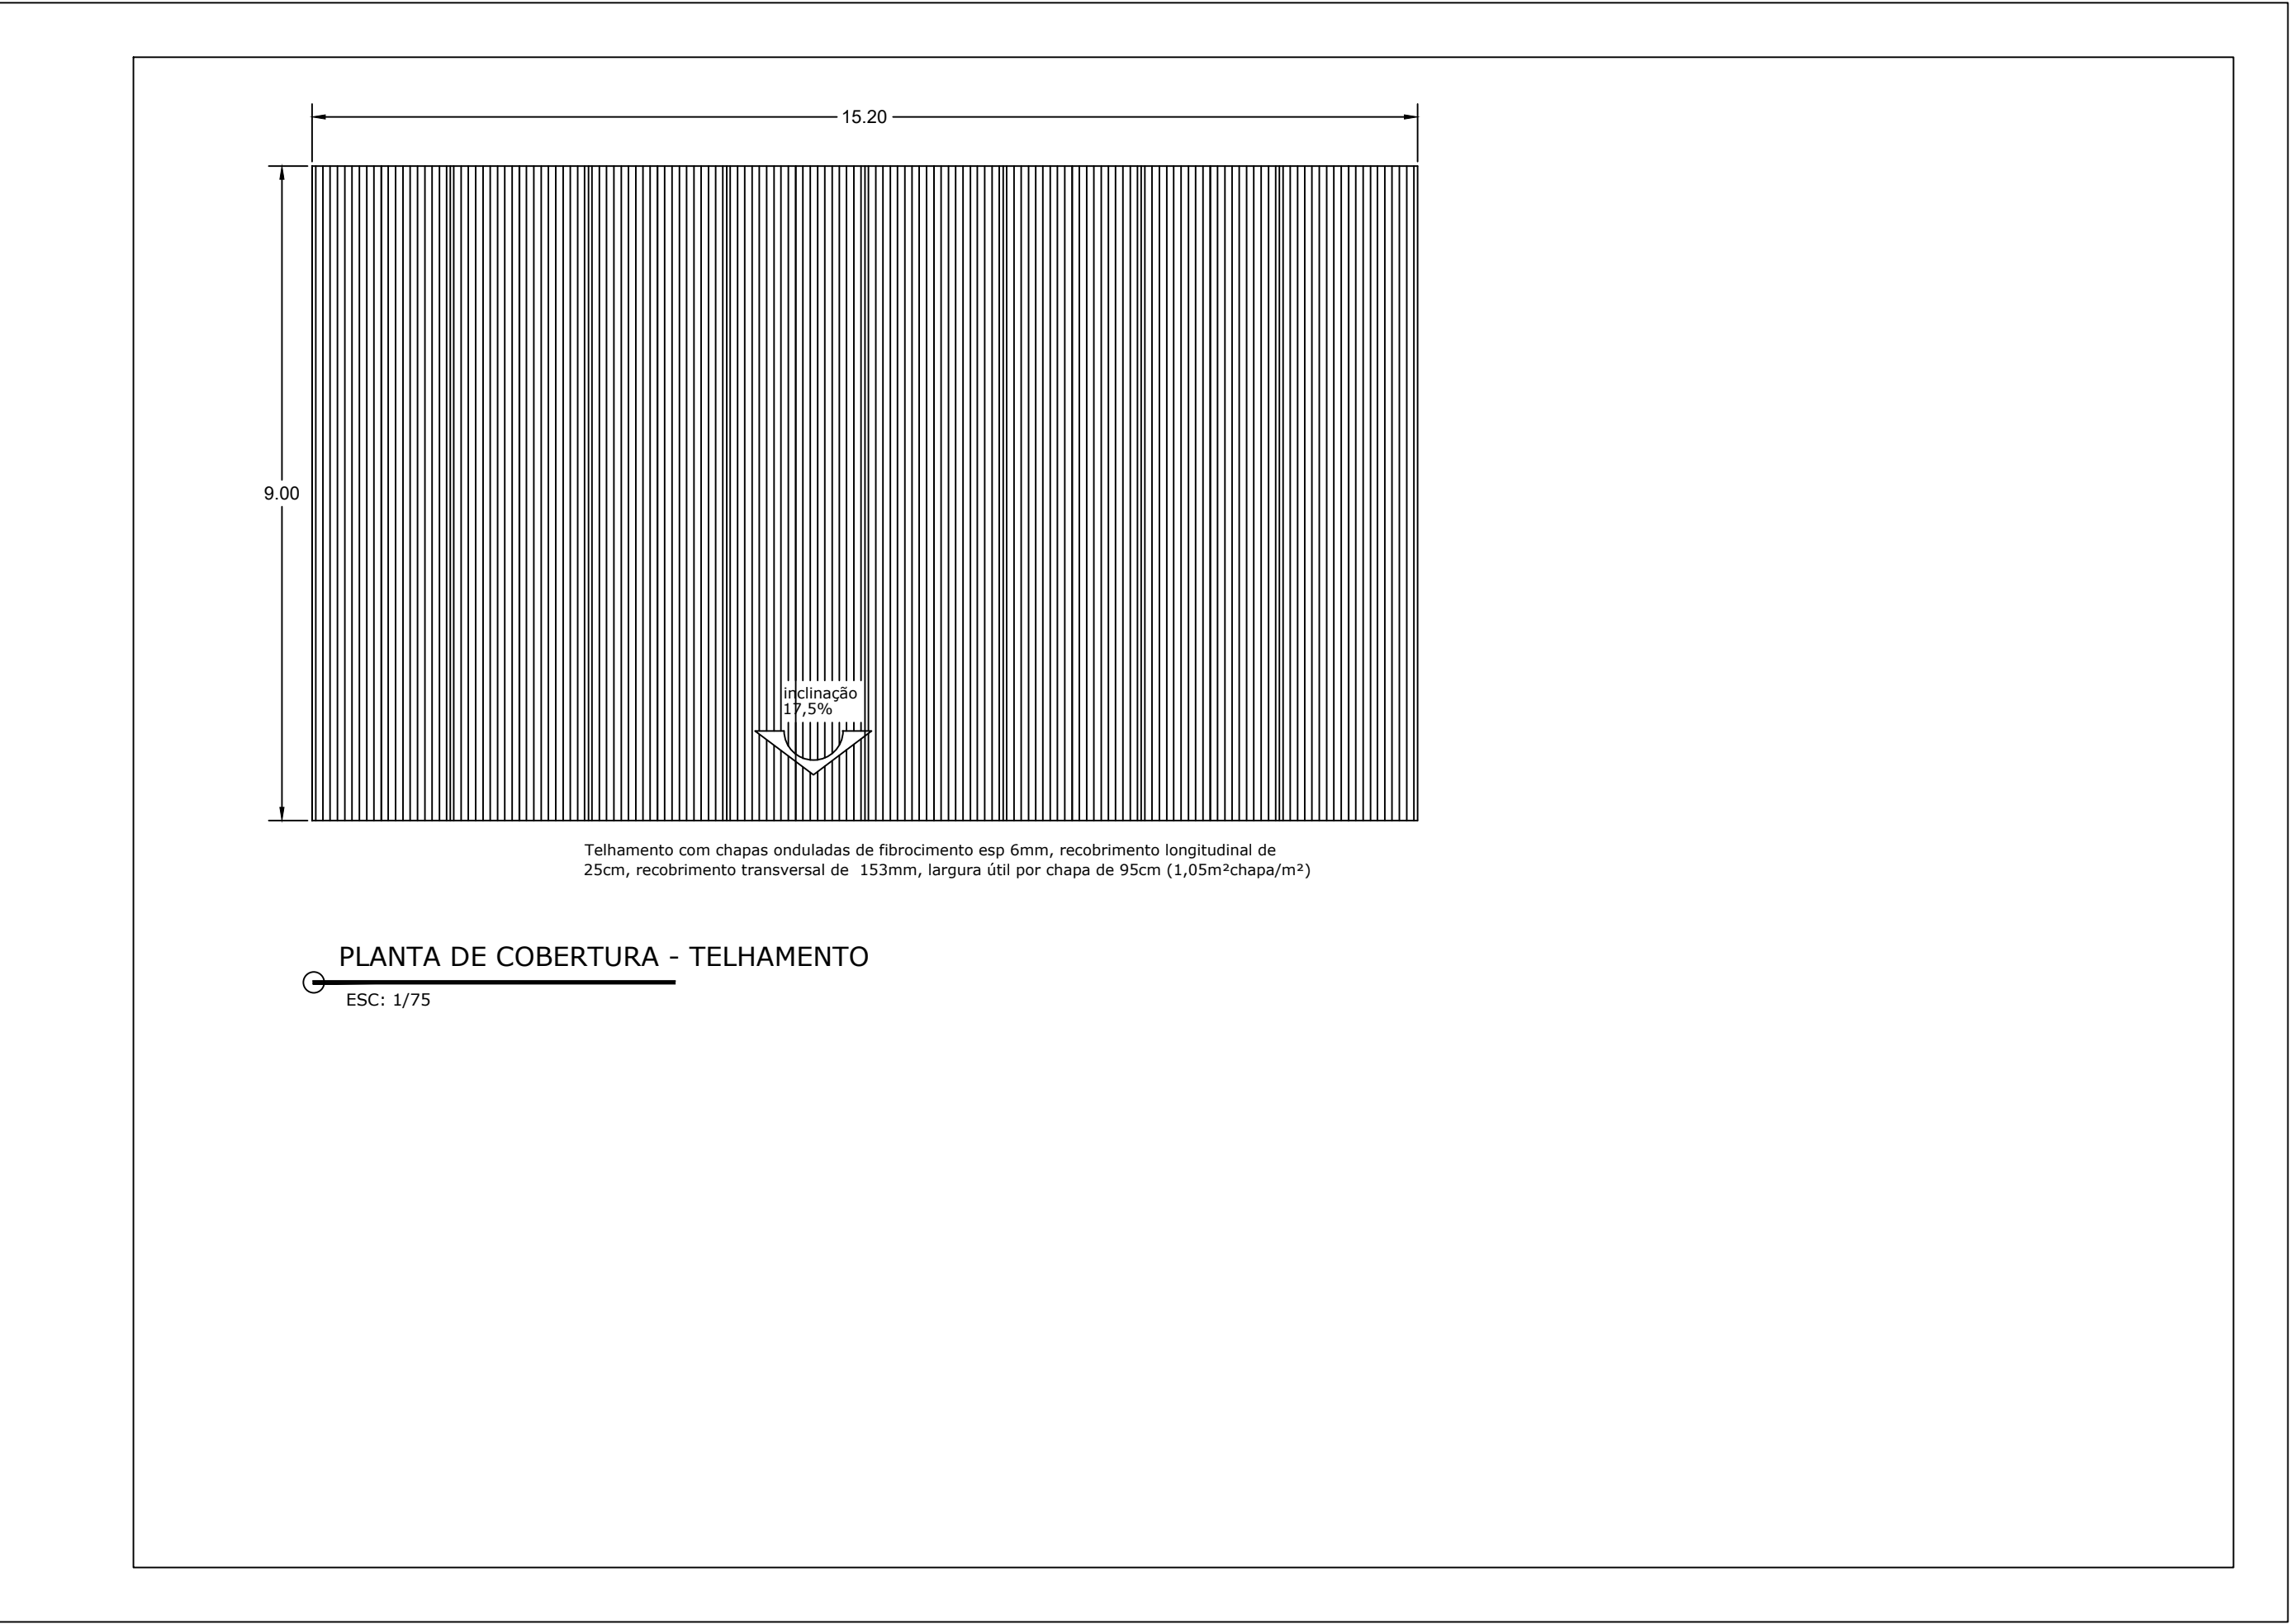 15.20
9.00
inclinação
17,5%
Telhamento com chapas onduladas de fibrocimento esp 6mm, recobrimento longitudinal de
25cm, recobrimento transversal de 153mm, largura útil por chapa de 95cm (1,05m²chapa/m²)
PLANTA DE COBERTURA - TELHAMENTO
ESC: 1/75